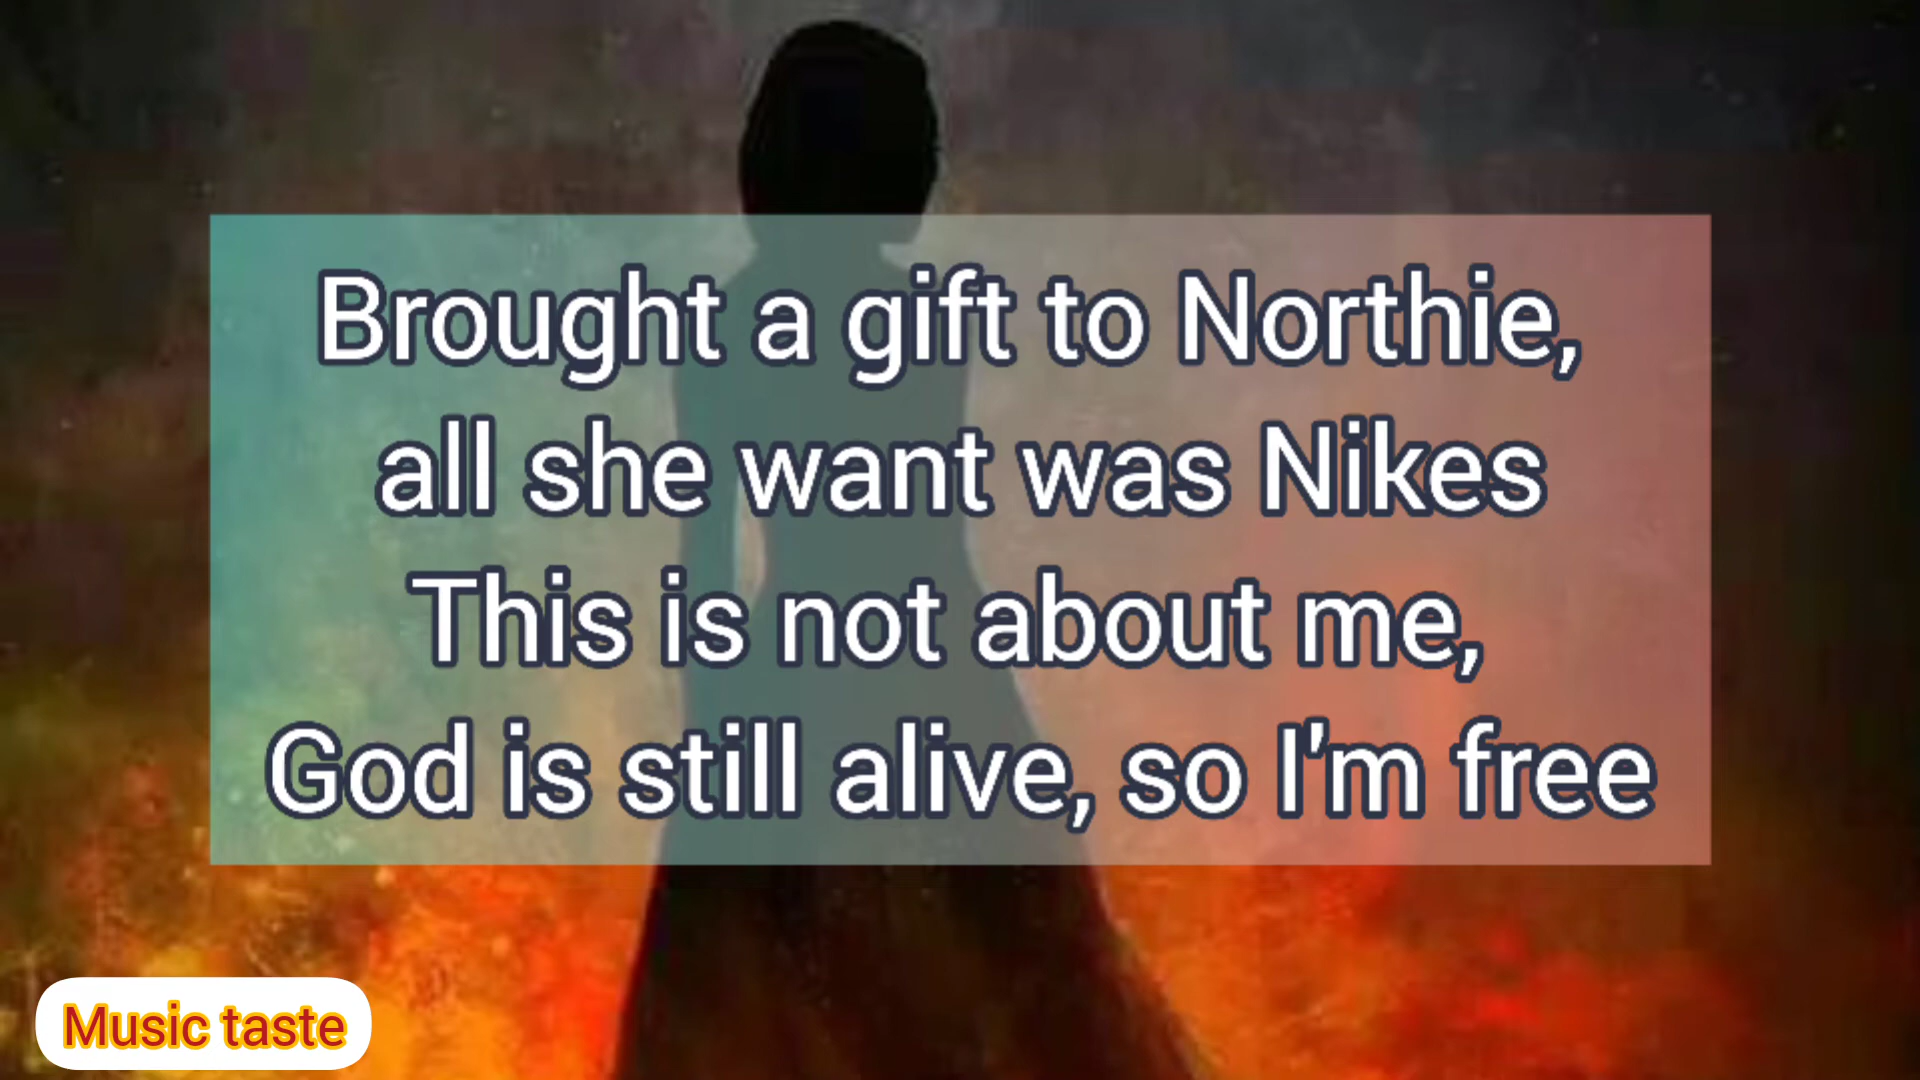 Brought a gift to Northie,
all she want was Nikes
This is not about me,
God is still alive, so I'm free
Music taste